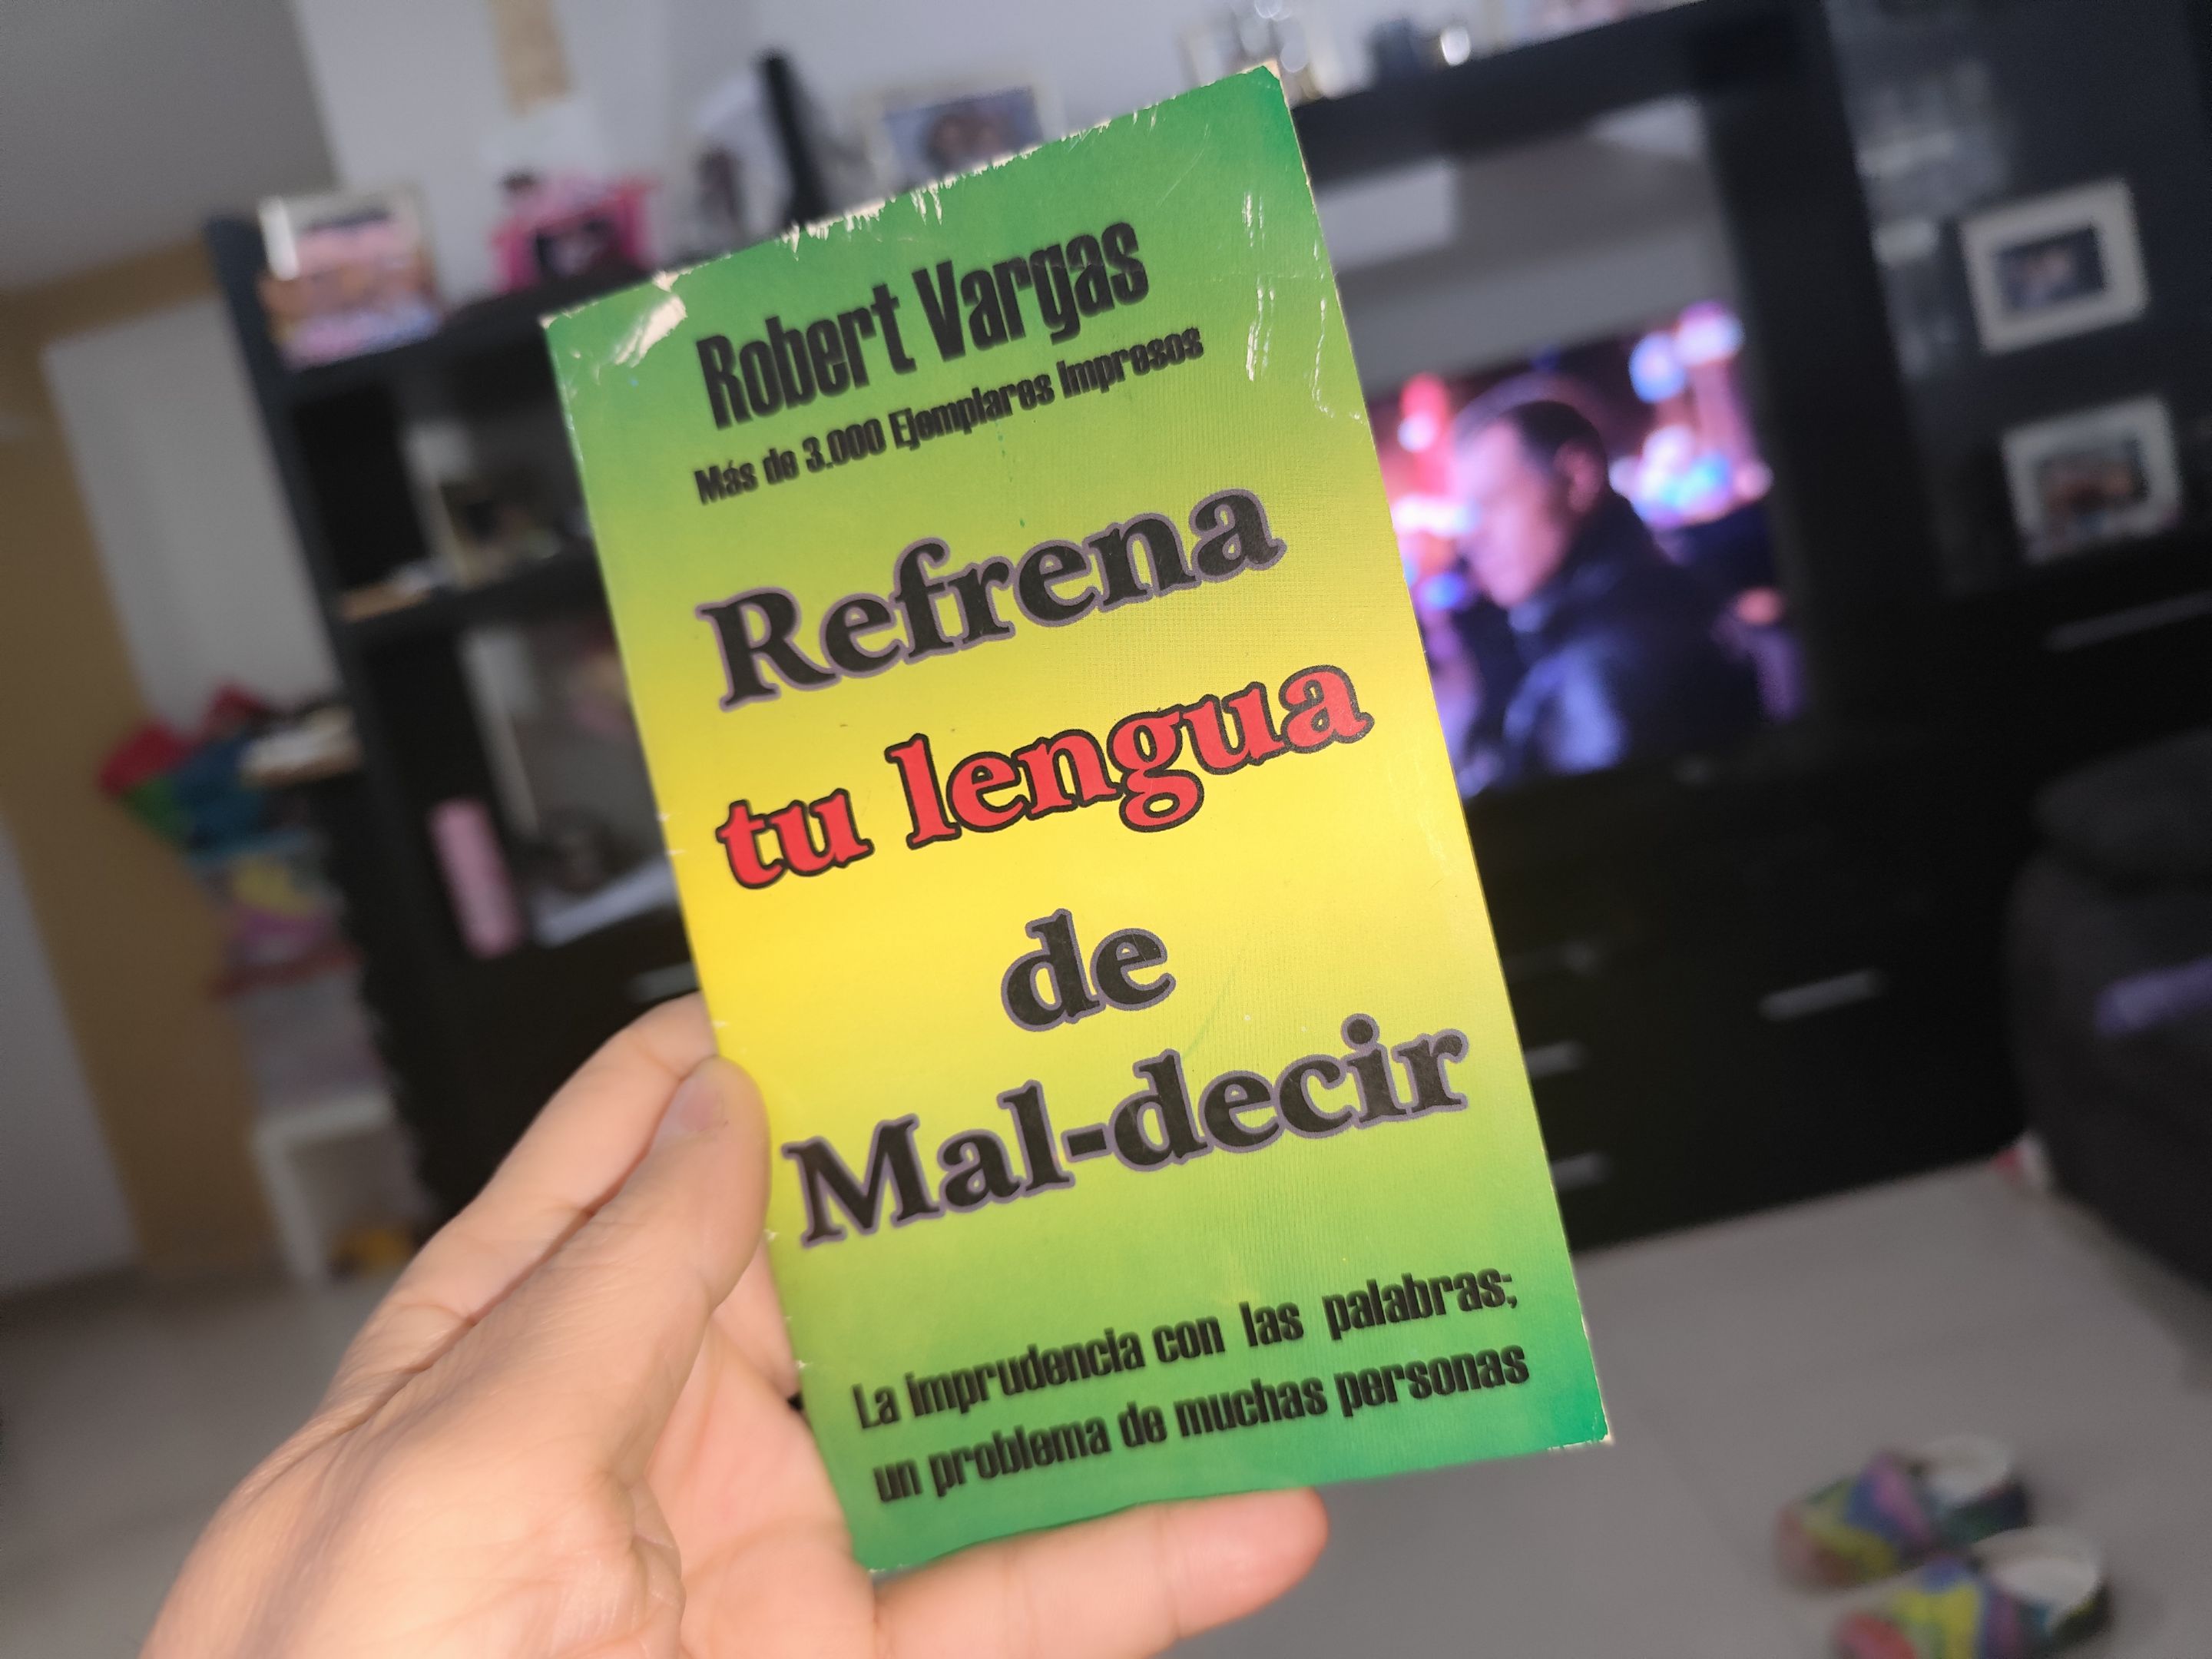 Robert Vargas
Más de 3.000 Ejemplares Impresos
Refrena
tu lengua
de
Mal-decir
La imprudencia con las palabras;
un problema de muchas personas